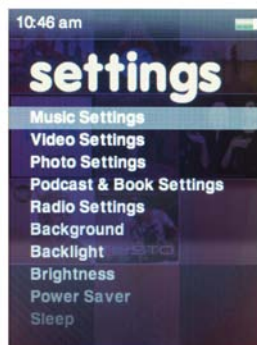 10:46 am
settings
Music Settings
Video Settings
Photo Settings
Podcast & Book Settings
Radio Settings
Background
Backlight
Brightness
Power Saver
Sleep